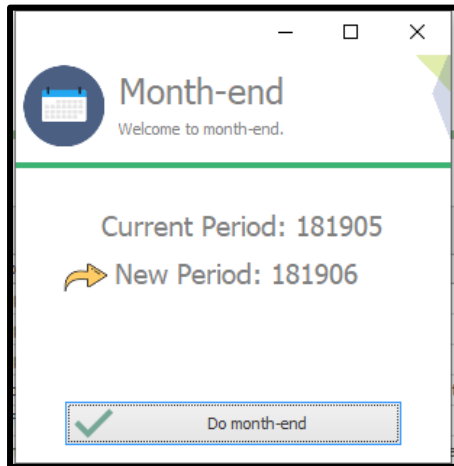 Month-end
Welcome to month-end.
Current Period: 181905
New Period: 181906
Do month-end